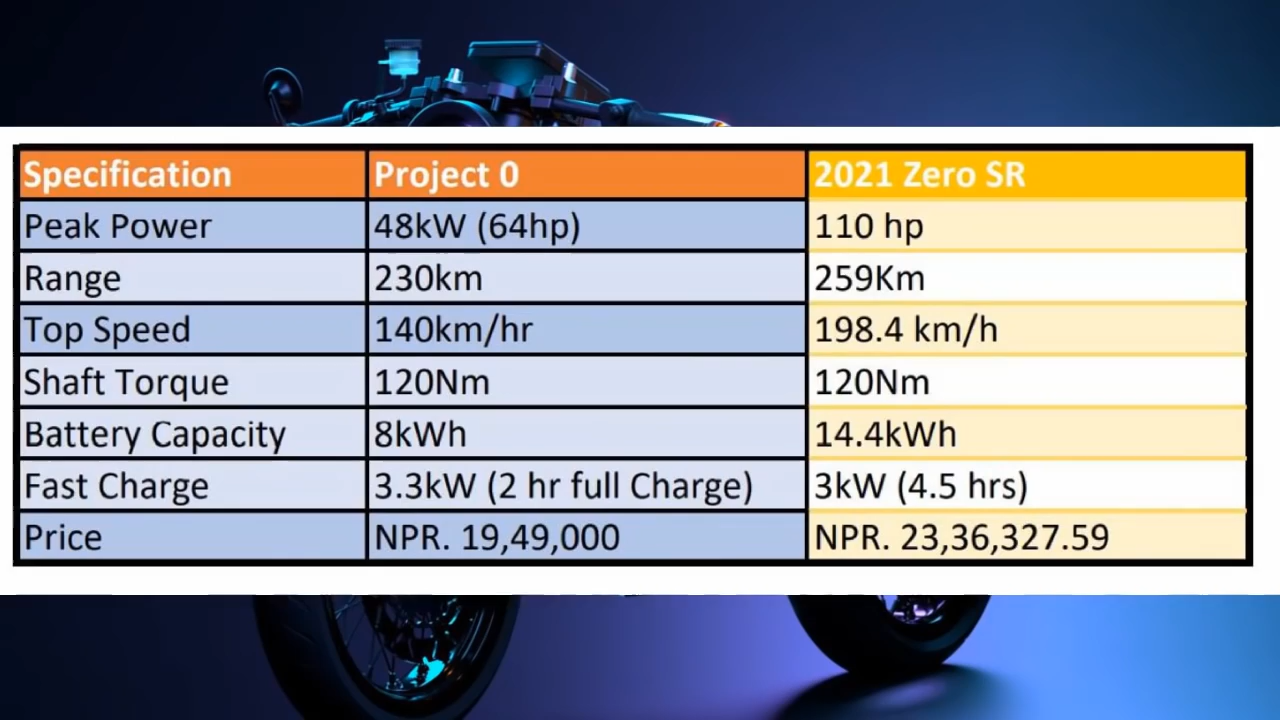 Specification Project 0 2021 Zero SR
Peak Power 48kW (64hp) 110 hp
Range 230km 259Km
Top Speed 140km/hr 198.4 km/h
Shaft Torque 120Nm 120Nm
Battery Capacity 8kWh 14.4kWh
Fast Charge 3.3kW (2 hr full Charge) 3kW (4.5 hrs)
Price NPR. 19,49,000 NPR. 23,36,327.59